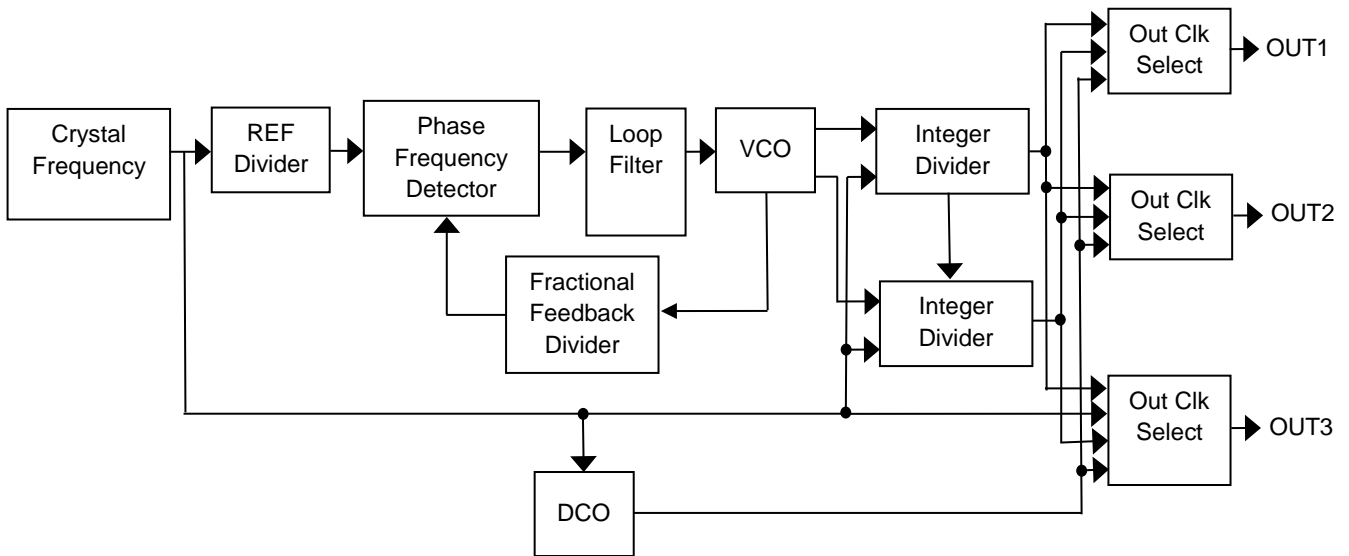 Crystal
Frequency
REF
Divider
Phase
Frequency
Detector
Loop
Filter
VCO
Integer
Divider
Out Clk
Select
OUT1
Out Clk
Select
OUT2
Fractional
Feedback
Divider
Integer
Divider
Out Clk
Select
OUT3
DCO